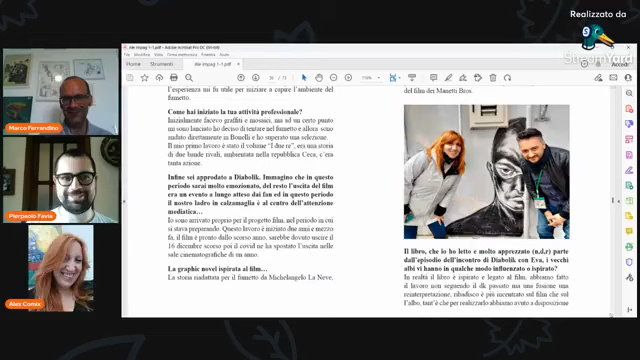 Realizzato da
StreamYard
Ale impag 1-1.pdf - Adobe Acrobat Pro DC
Home
Strumenti
Ale impag 1-1.pdf
Accedi
l'esperienza mi fu utile per iniziare a capire l'ambiente del
fumetto.
Come hai iniziato la tua attività professionale?
Inizialmente facevo graffiti e mosaici, ma ad un certo punto
mi sono lanciato ho deciso di tentare nel fumetto e allora sono
andato direttamente in Bonelli e ho superato una selezione.
Il mio primo lavoro è stato il volume "I due re", era una storia
di due bande rivali, ambientata nella repubblica Ceca, c'era
tanta azione.
Infine sei approdato a Diabolik. Immagino che in questo
periodo sarai molto emozionato, del resto l'uscita del film
era un evento a lungo atteso dai fan ed in questo periodo
il nostro ladro in calzamaglia è al centro dell'attenzione
mediatica…
Io sono arrivato proprio per il progetto film, nel periodo in cui
si stava preparando. Questo lavoro è iniziato due anni e mezzo
fa, il film è pronto dallo scorso anno, sarebbe dovuto uscire il
16 dicembre scorso poi il covid ne ha spostato l'uscita nelle
sale cinematografiche di un anno.
La graphic novel ispirata al film…
La storia riadattata per il fumetto da Michelangelo La Neve,
del film dei Manetti Bros.
Il libro, che io ho letto e molto apprezzato (n,d,r) parte
dall'episodio dell'incontro di Diabolik con Eva, i vecchi
albi vi hanno in qualche modo influenzato o ispirato?
In realtà il libro è ispirato e legato al film, abbiamo fatto
il lavoro non seguendo il dk passato ma una fusione una
reinterpretazione, ribadisco è più incentrato sul film che sul
l'albo, tant'è che per realizzarlo abbiamo avuto a disposizione
Marco Ferrandino
Pierpaolo Favia
Alex Comix